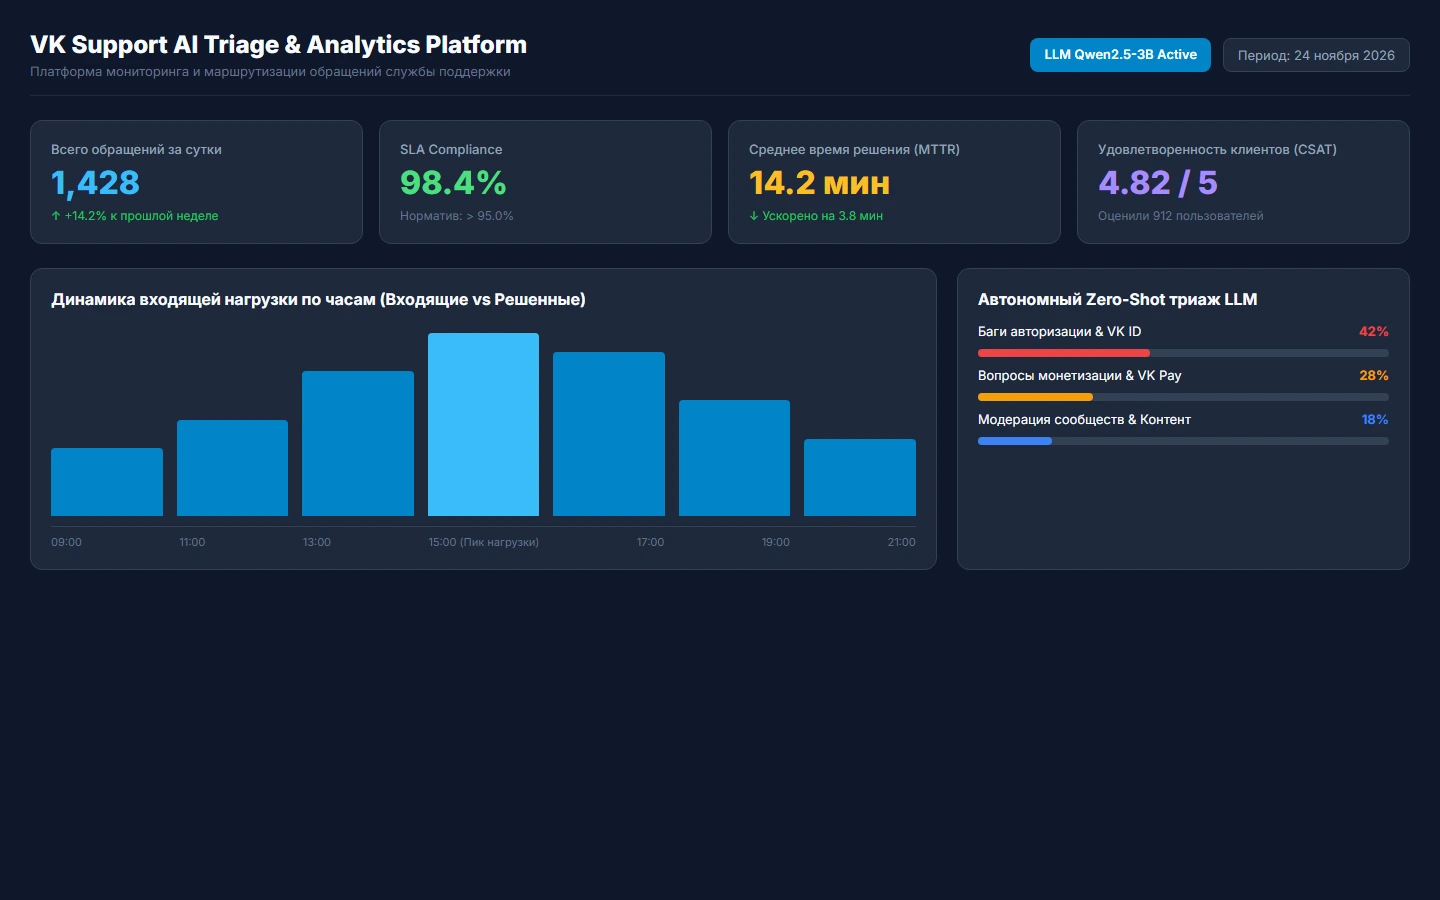 VK Support AI Triage & Analytics Platform
Платформа мониторинга и маршрутизации обращений службы поддержки
LLM Qwen2.5-3B Active
Период: 24 ноября 2026
Всего обращений за сутки
1,428
↑ +14.2% к прошлой неделе
SLA Compliance
98.4%
Норматив: > 95.0%
Среднее время решения (MTTR)
14.2 мин
↓ Ускорено на 3.8 мин
Удовлетворенность клиентов (CSAT)
4.82 / 5
Оценили 912 пользователей
Динамика входящей нагрузки по часам (Входящие vs Решенные)
09:00
11:00
13:00
15:00 (Пик нагрузки)
17:00
19:00
21:00
Автономный Zero-Shot триаж LLM
Баги авторизации & VK ID
42%
Вопросы монетизации & VK Pay
28%
Модерация сообществ & Контент
18%